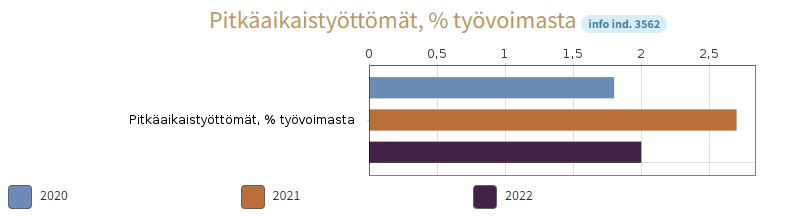 Pitkäaikaistyöttömät, % työvoimasta info ind. 3562
0 0,5 1 1,5 2 2,5
Pitkäaikaistyöttömät, % työvoimasta
2020 2021 2022